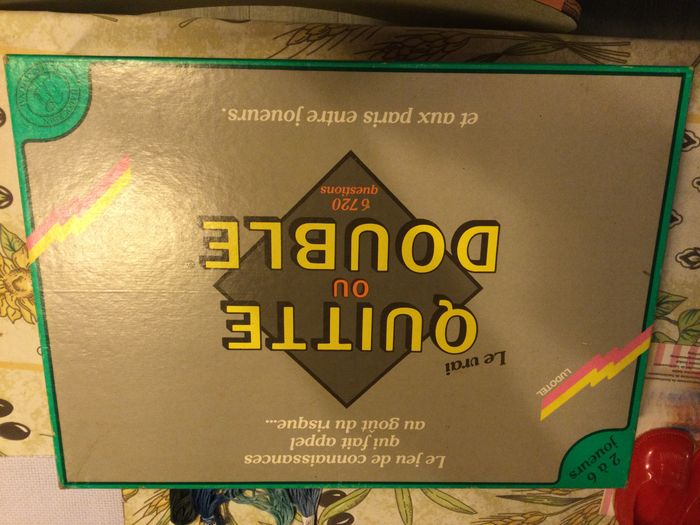 2 à 6
joueurs
Le jeu de connaissances
qui fait appel
au goût du risque...
LUDOTEL
Le vrai
QUITTE
OU
DOUBLE
6 720
questions
et aux paris entre joueurs.